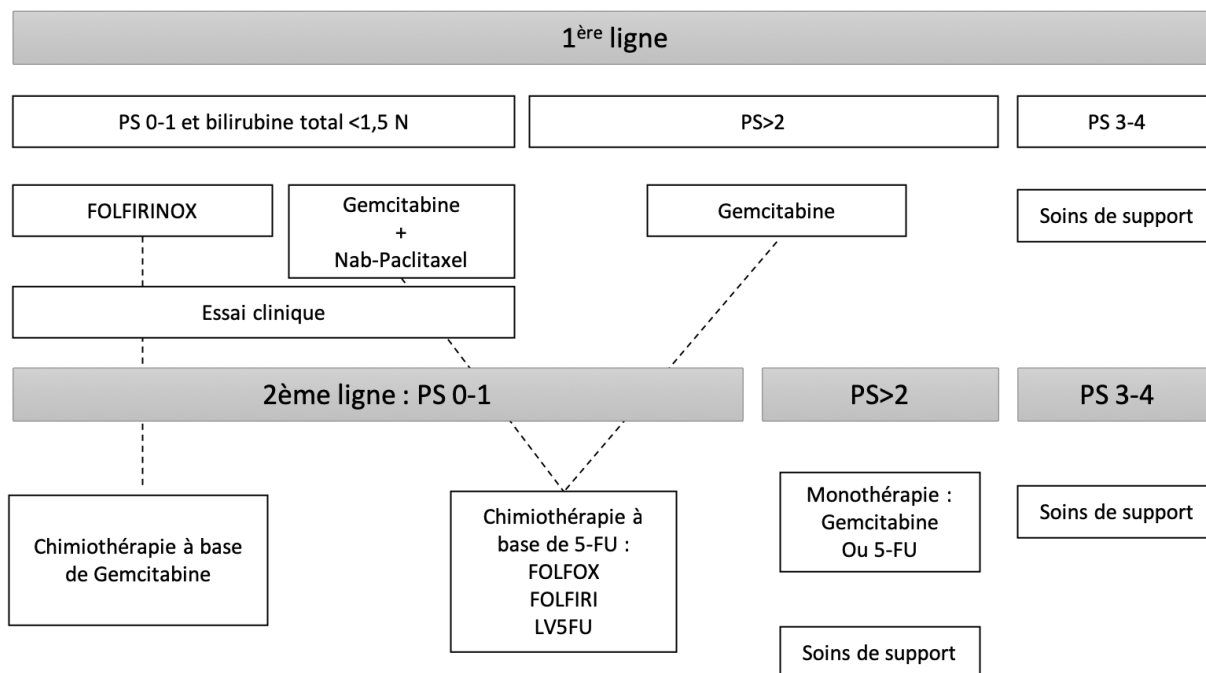 1ère ligne
PS 0-1 et bilirubine total <1,5 N
PS>2
PS 3-4
FOLFIRINOX
Gemcitabine
+
Nab-Paclitaxel
Gemcitabine
Soins de support
Essai clinique
2ème ligne : PS 0-1
PS>2
PS 3-4
Chimiothérapie à base
de Gemcitabine
Chimiothérapie à
base de 5-FU :
FOLFOX
FOLFIRI
LV5FU
Monothérapie :
Gemcitabine
Ou 5-FU
Soins de support
Soins de support